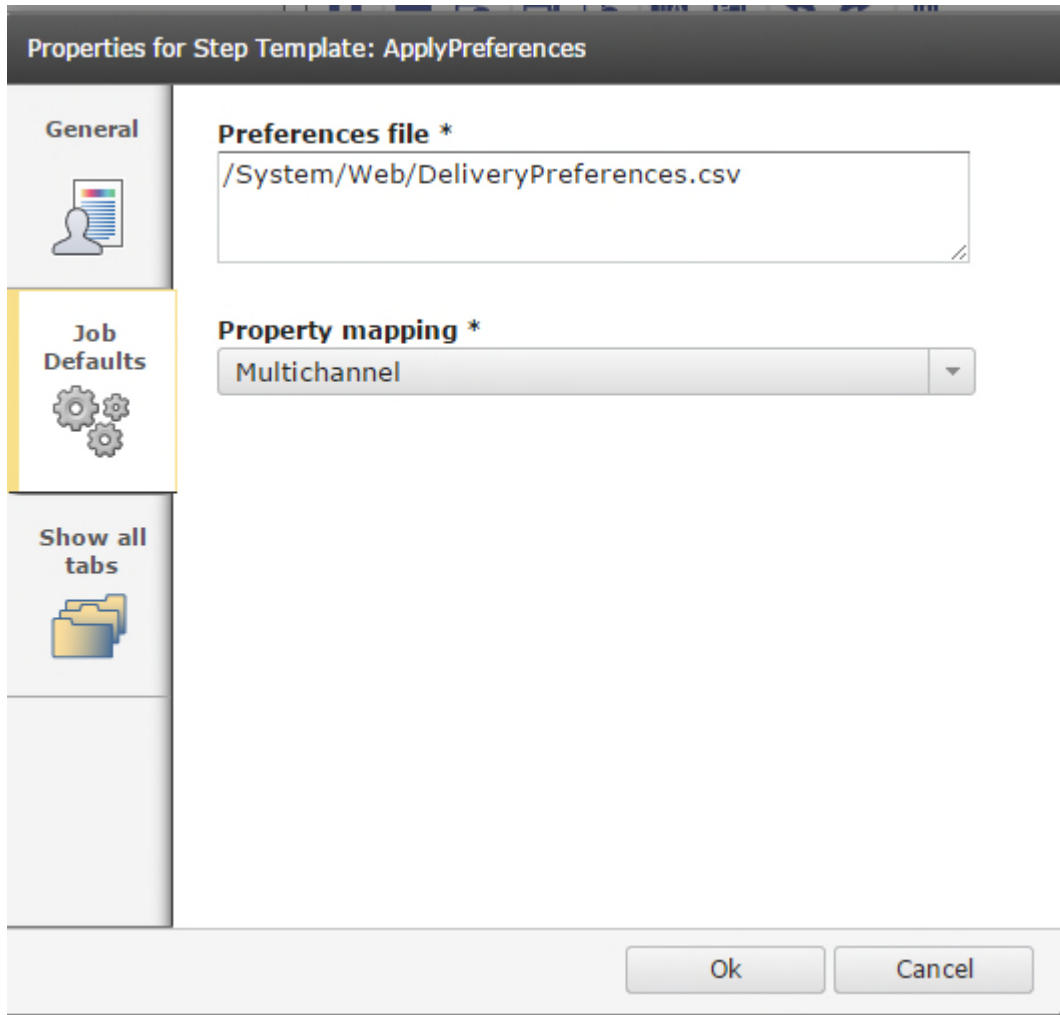 Properties for Step Template: ApplyPreferences
General
Preferences file *
/System/Web/DeliveryPreferences.csv
Job
Defaults
Property mapping *
Multichannel
Show all
tabs
Ok
Cancel